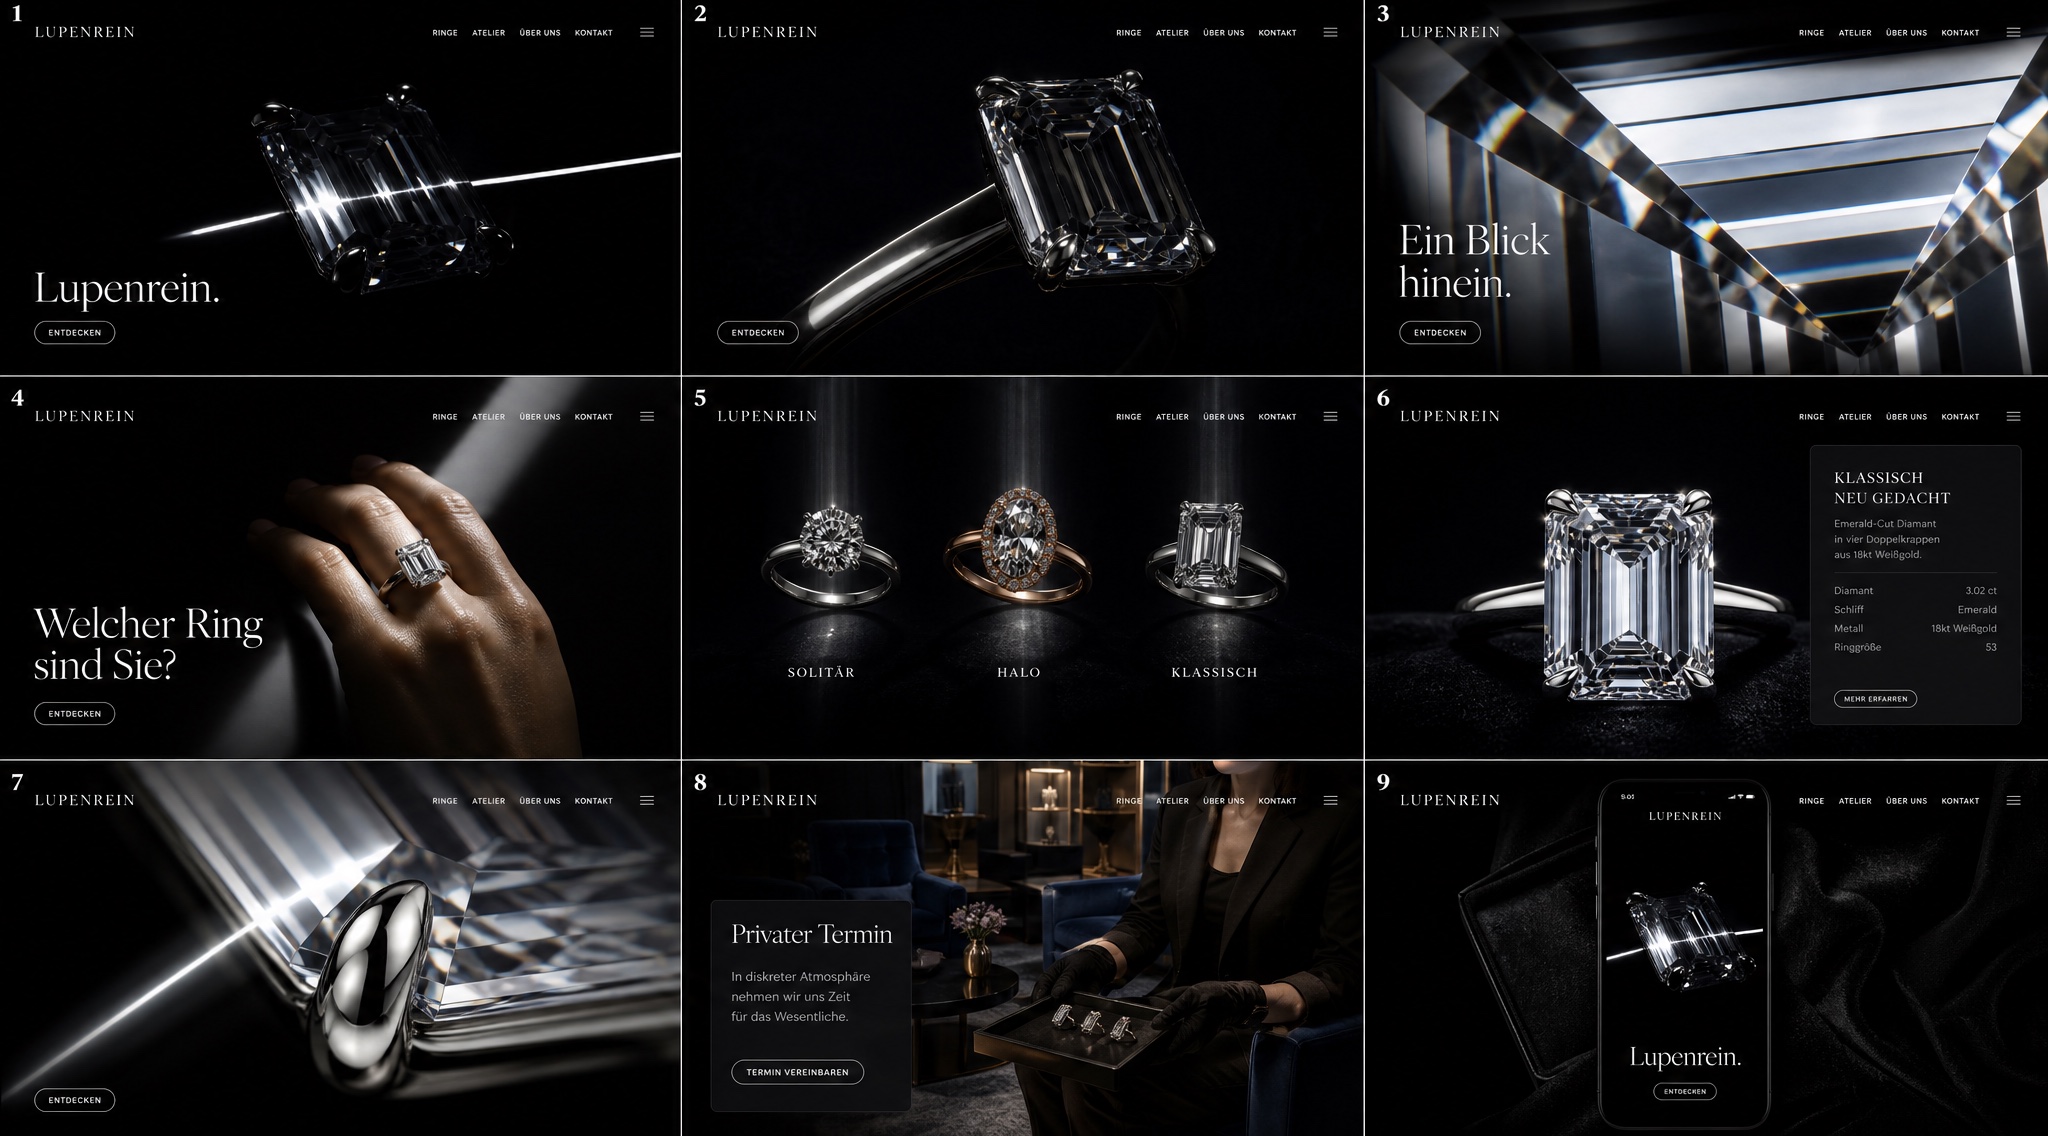 1
LUPENREIN
RINGE ATELIER ÜBER UNS KONTAKT
Lupenrein.
ENTDECKEN
2
LUPENREIN
RINGE ATELIER ÜBER UNS KONTAKT
ENTDECKEN
3
LUPENREIN
RINGE ATELIER ÜBER UNS KONTAKT
Ein Blick
hinein.
ENTDECKEN
4
LUPENREIN
RINGE ATELIER ÜBER UNS KONTAKT
Welcher Ring
sind Sie?
ENTDECKEN
5
LUPENREIN
RINGE ATELIER ÜBER UNS KONTAKT
SOLITÄR HALO KLASSISCH
6
LUPENREIN
RINGE ATELIER ÜBER UNS KONTAKT
KLASSISCH
NEU GEDACHT
Emerald-Cut Diamant
in vier Doppelkrappen
aus 18kt Weißgold.
Diamant 3.02 ct
Schliff Emerald
Metall 18kt Weißgold
Ringgröße 53
MEHR ERFARREN
7
LUPENREIN
RINGE ATELIER ÜBER UNS KONTAKT
ENTDECKEN
8
LUPENREIN
RINGE ATELIER ÜBER UNS KONTAKT
Privater Termin
In diskreter Atmosphäre
nehmen wir uns Zeit
für das Wesentliche.
TERMIN VEREINBAREN
9
LUPENREIN
RINGE ATELIER ÜBER UNS KONTAKT
LUPENREIN
Lupenrein.
ENTDECKEN